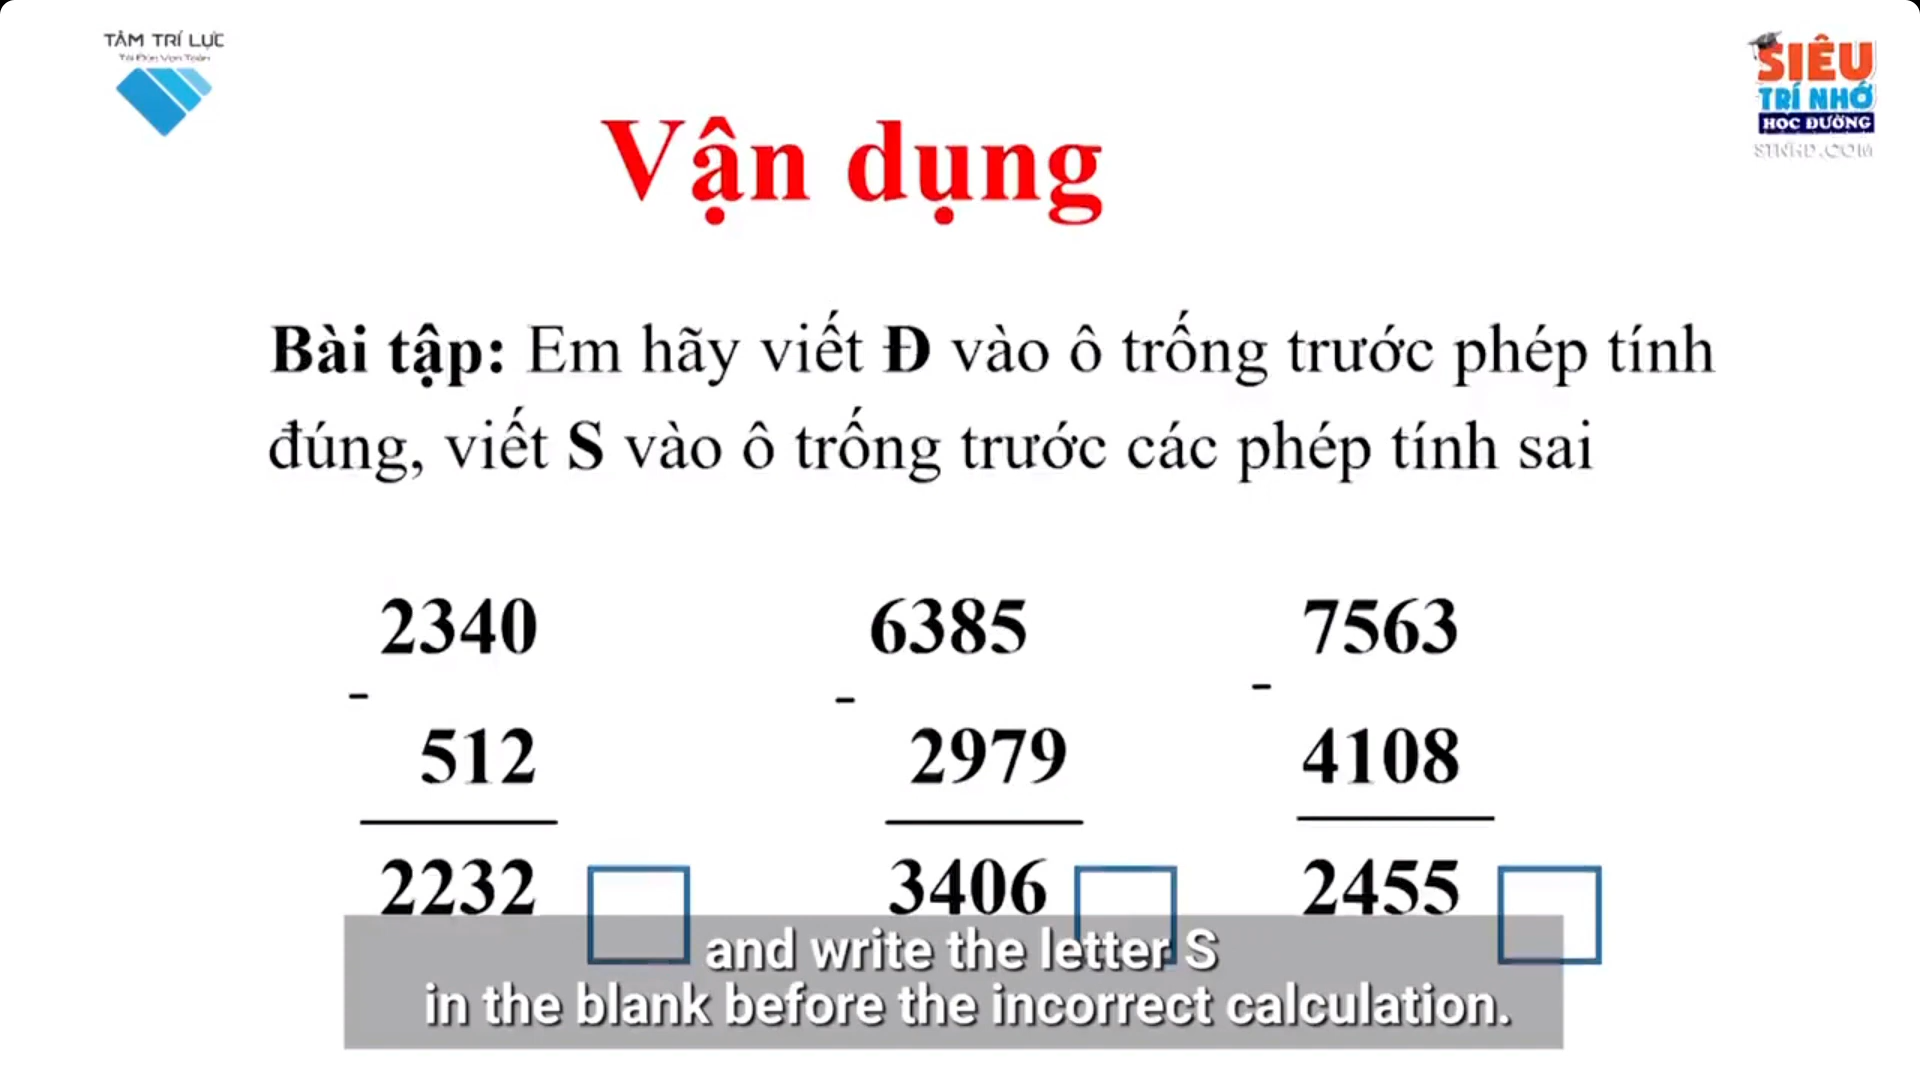 TÂM TRÍ LỰC
SIÊU
TRÍ NHỚ
HỌC ĐƯỜNG
STNHD.COM
Vận dụng
Bài tập: Em hãy viết Đ vào ô trống trước phép tính
đúng, viết S vào ô trống trước các phép tính sai
2340 6385 7563
- - -
512 2979 4108
2232 3406 2455
and write the letter S
in the blank before the incorrect calculation.